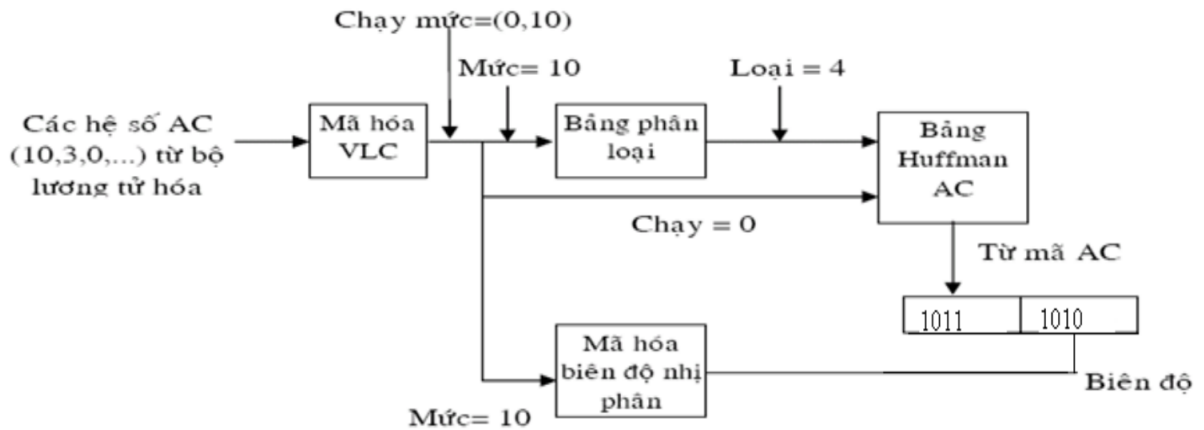 Chạy mức=(0,10)
Mức= 10
Loại = 4
Các hệ số AC
(10,3,0,...) từ bộ
lương tử hóa
Mã hóa
VLC
Bảng phân
loại
Bảng
Huffman
AC
Chạy = 0
Từ mã AC
1011
1010
Mã hóa
biên độ nhị
phân
Biên độ
Mức= 10